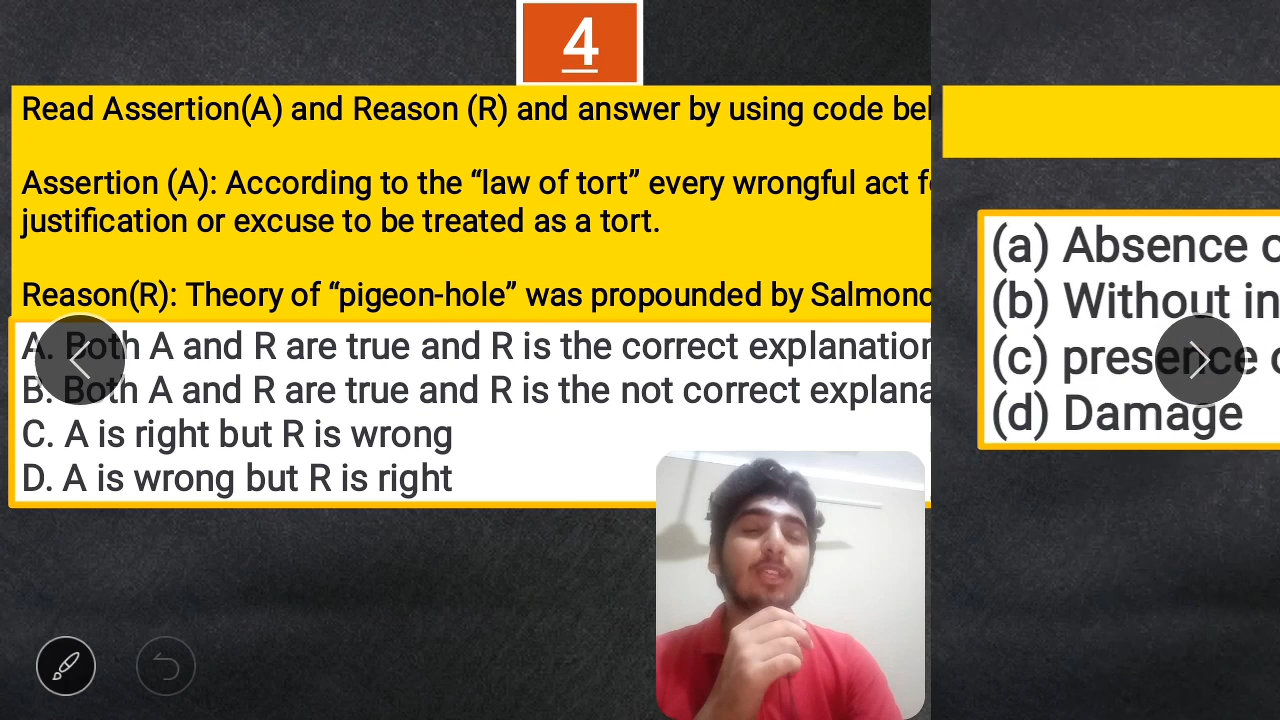 4
Read Assertion(A) and Reason (R) and answer by using code
Assertion (A): According to the “law of tort” every wrongful act
justification or excuse to be treated as a tort.
Reason(R): Theory of “pigeon-hole” was propounded by Salmond
A. Both A and R are true and R is the correct explanation
B. Both A and R are true and R is the not correct
C. A is right but R is wrong
D. A is wrong but R is right
(a) Absence
(b) Without
(c) presence
(d) Damage